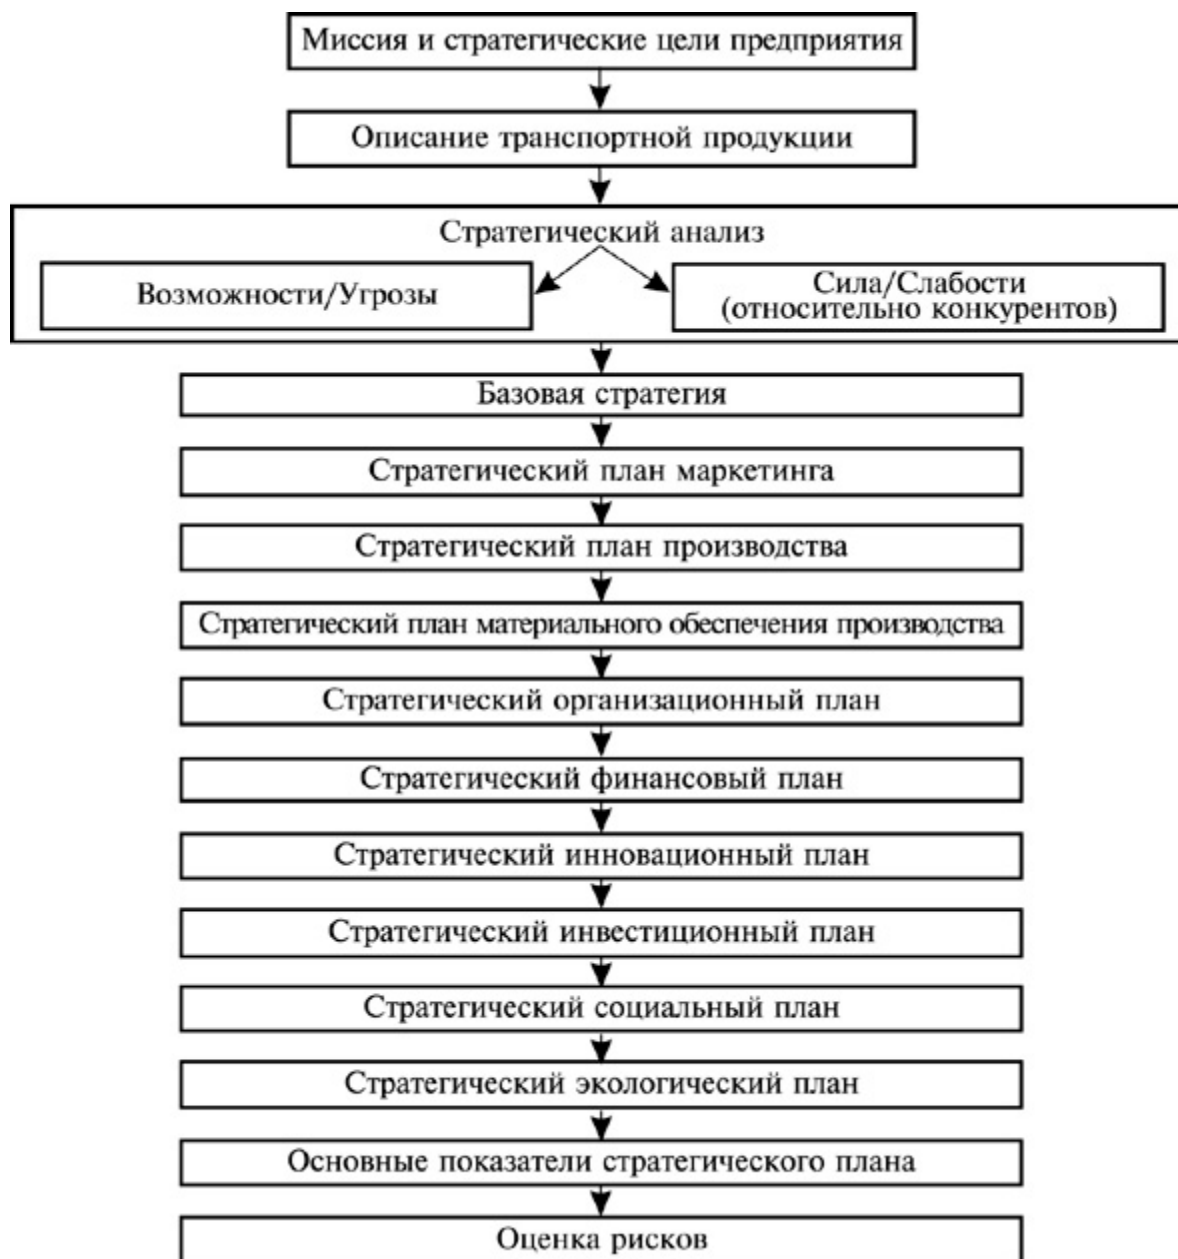 Миссия и стратегические цели предприятия
Описание транспортной продукции
Стратегический анализ
Возможности/Угрозы
Сила/Слабости
(относительно конкурентов)
Базовая стратегия
Стратегический план маркетинга
Стратегический план производства
Стратегический план материального обеспечения производства
Стратегический организационный план
Стратегический финансовый план
Стратегический инновационный план
Стратегический инвестиционный план
Стратегический социальный план
Стратегический экологический план
Основные показатели стратегического плана
Оценка рисков